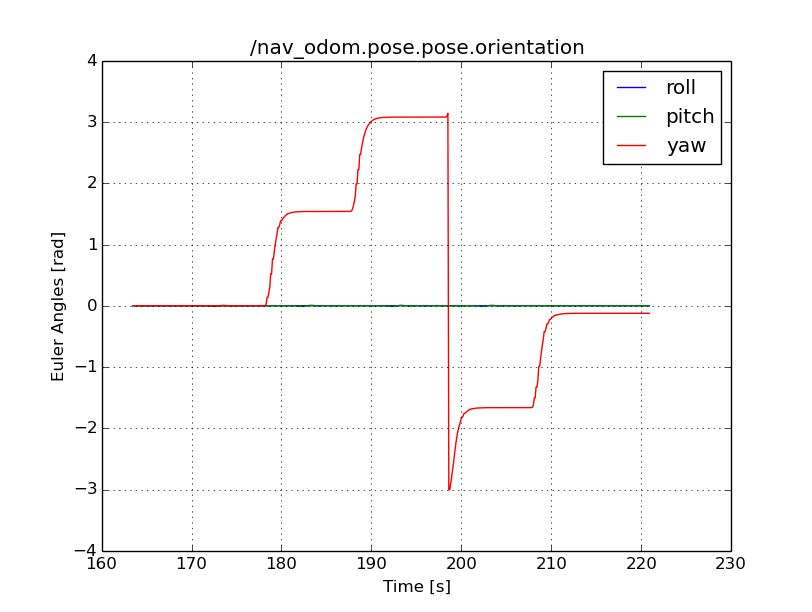 /nav_odom.pose.pose.orientation
4
3
2
1
0
−1
−2
−3
−4
Euler Angles [rad]
roll
pitch
yaw
160 170 180 190 200 210 220 230
Time [s]